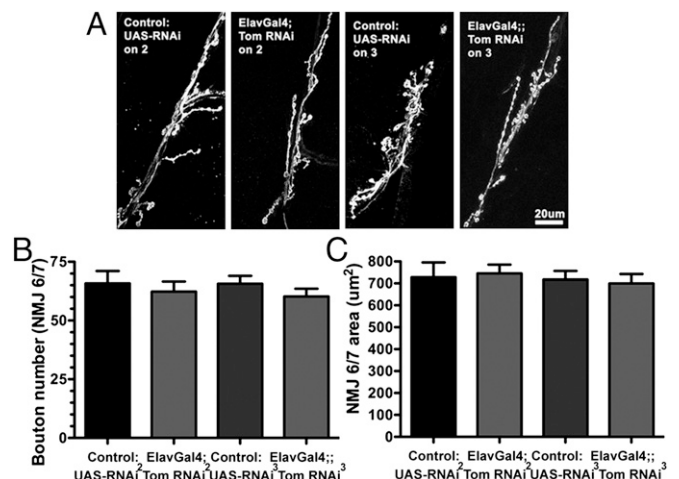 A
Control:
UAS-RNAi
on 2
ElavGal4;
Tom RNAi
on 2
Control:
UAS-RNAi
on 3
ElavGal4;;
Tom RNAi
on 3
20um
B
Bouton number (NMJ 6/7)
75
50
25
0
Control:
UAS-RNAi²
ElavGal4;
Tom RNAi²
Control:
UAS-RNAi³
ElavGal4;;
Tom RNAi³
C
NMJ 6/7 area (um²)
800
700
600
500
400
300
200
100
0
Control:
UAS-RNAi²
ElavGal4;
Tom RNAi²
Control:
UAS-RNAi³
ElavGal4;;
Tom RNAi³